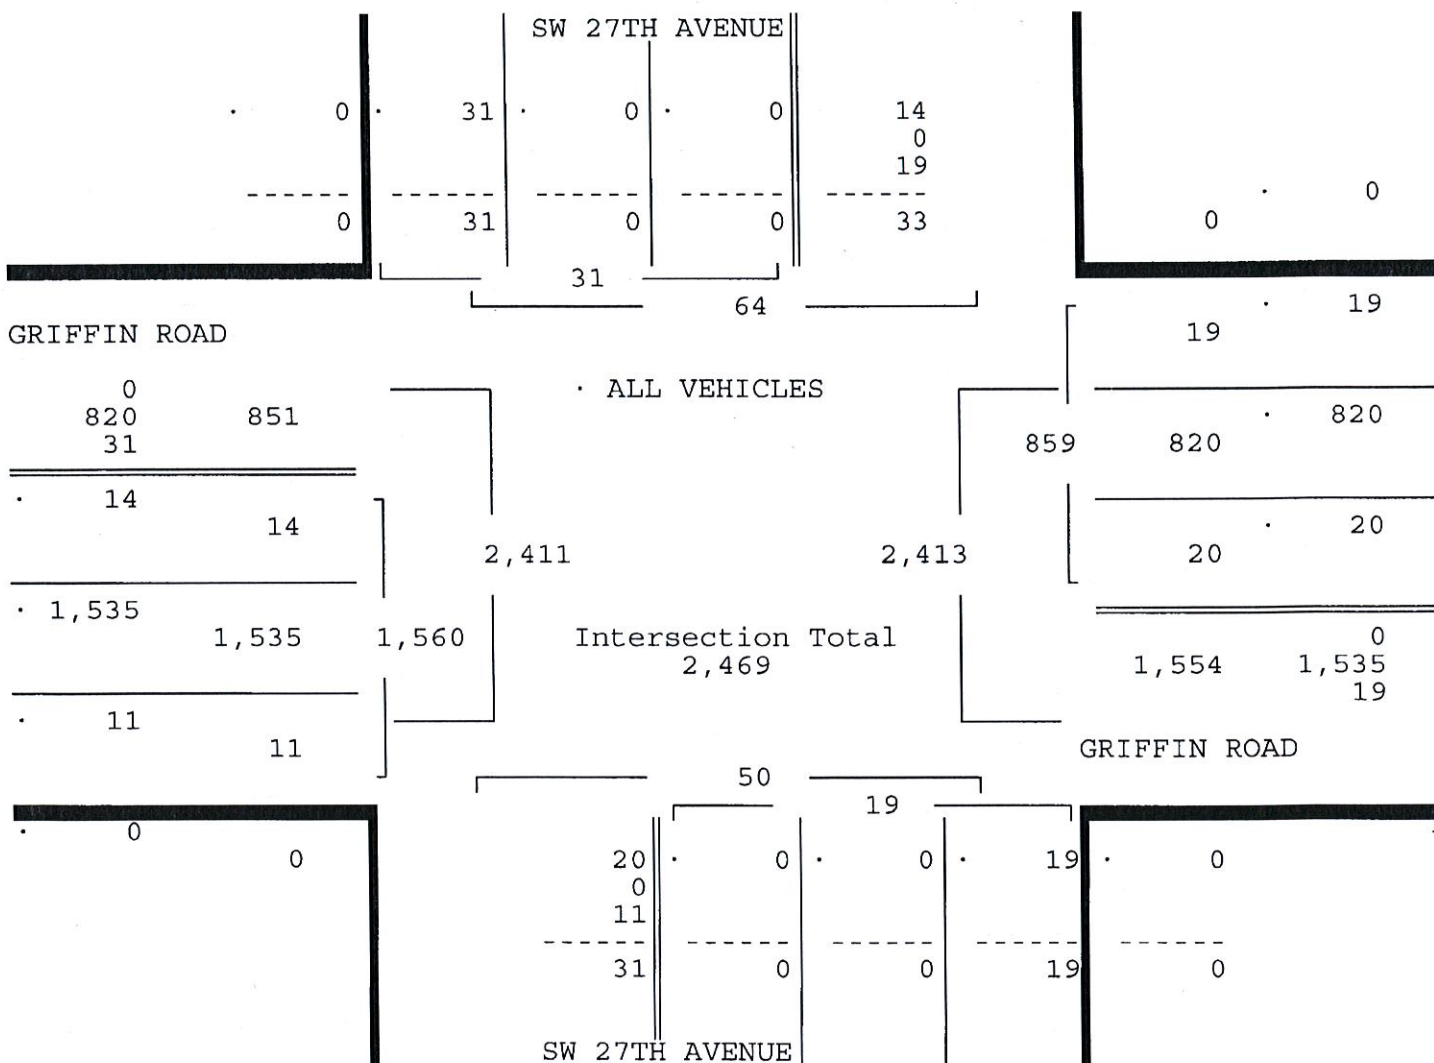 SW 27TH AVENUE
· 0 · 31 · 0 · 0 14
0
19
------ ------ ------ ------ ------
0 31 0 0 33
· 0
0
31
64
· 19
19
GRIFFIN ROAD
0
820 851
31
· ALL VEHICLES
· 820
859 820
· 14
14
· 20
20
2,411 2,413
· 1,535
1,535 1,560
Intersection Total
2,469
0
1,554 1,535
19
· 11
11
GRIFFIN ROAD
50
19
· 0
0
20 · 0 · 0 · 19 · 0
0
11
------ ------ ------ ------ ------
31 0 0 19 0
SW 27TH AVENUE